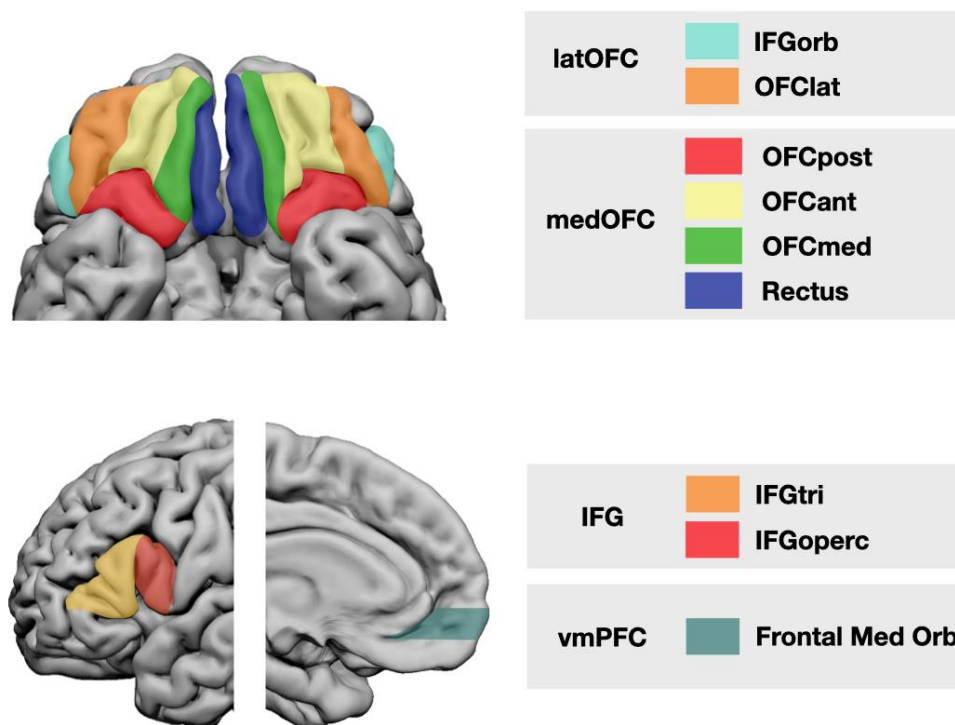 latOFC
IFGorb
OFClat
medOFC
OFCpost
OFCant
OFCmed
Rectus
IFG
IFGtri
IFGoperc
vmPFC
Frontal Med Orb